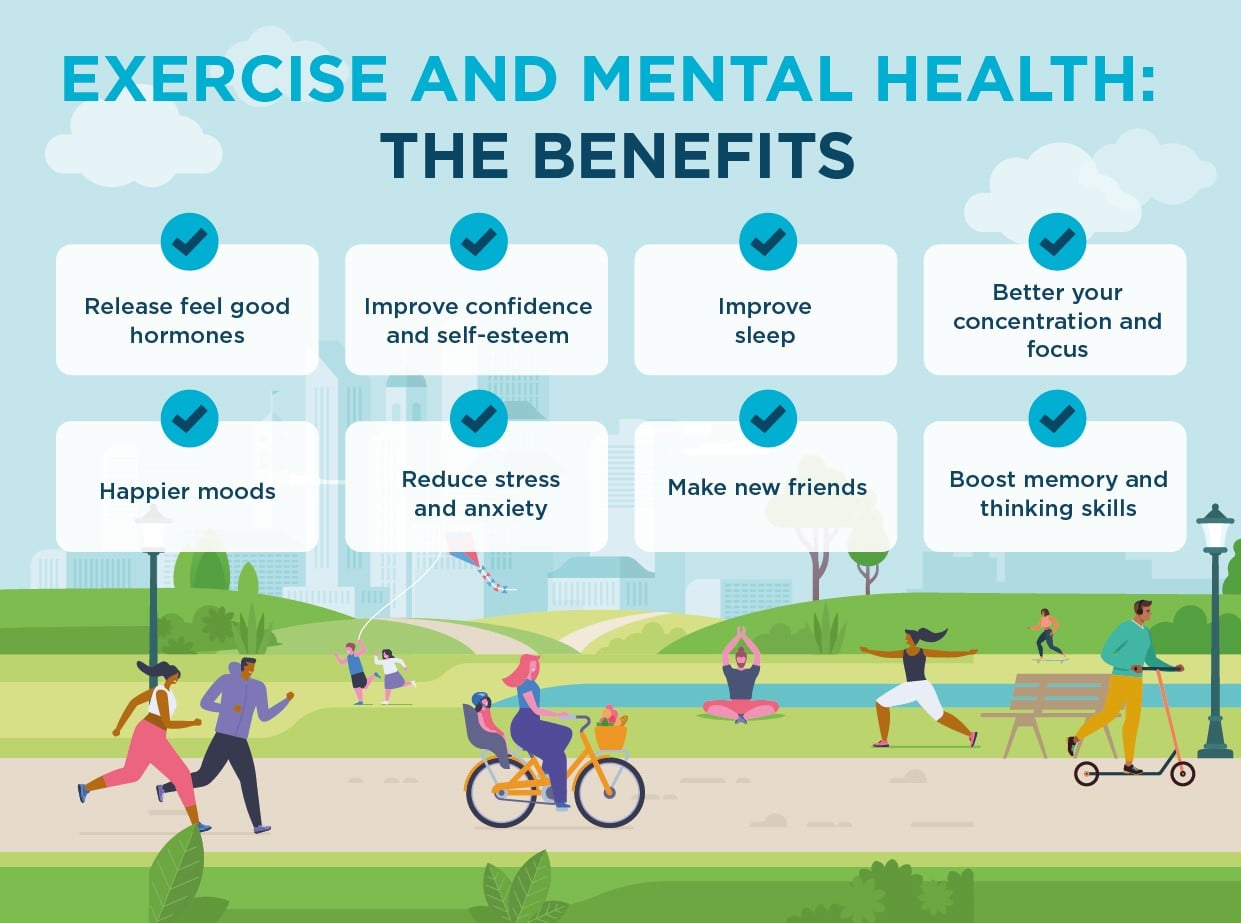 EXERCISE AND MENTAL HEALTH:
THE BENEFITS
Release feel good
hormones
Improve confidence
and self-esteem
Improve
sleep
Better your
concentration and
focus
Happier moods
Reduce stress
and anxiety
Make new friends
Boost memory and
thinking skills